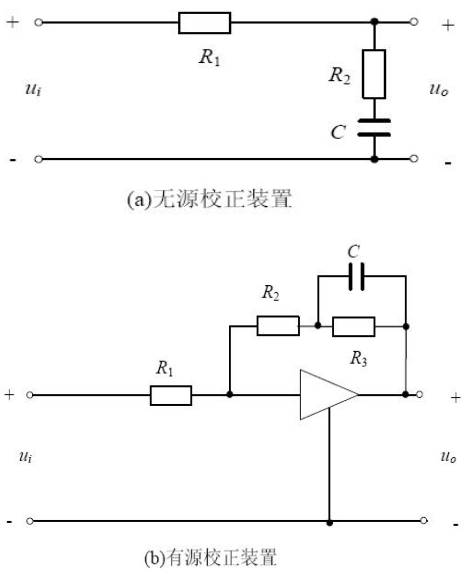 + R₁ +
R₂
uᵢ uₒ
C
- -
(a)无源校正装置
C
R₂
R₃
R₁
+ +
uᵢ uₒ
- -
(b)有源校正装置